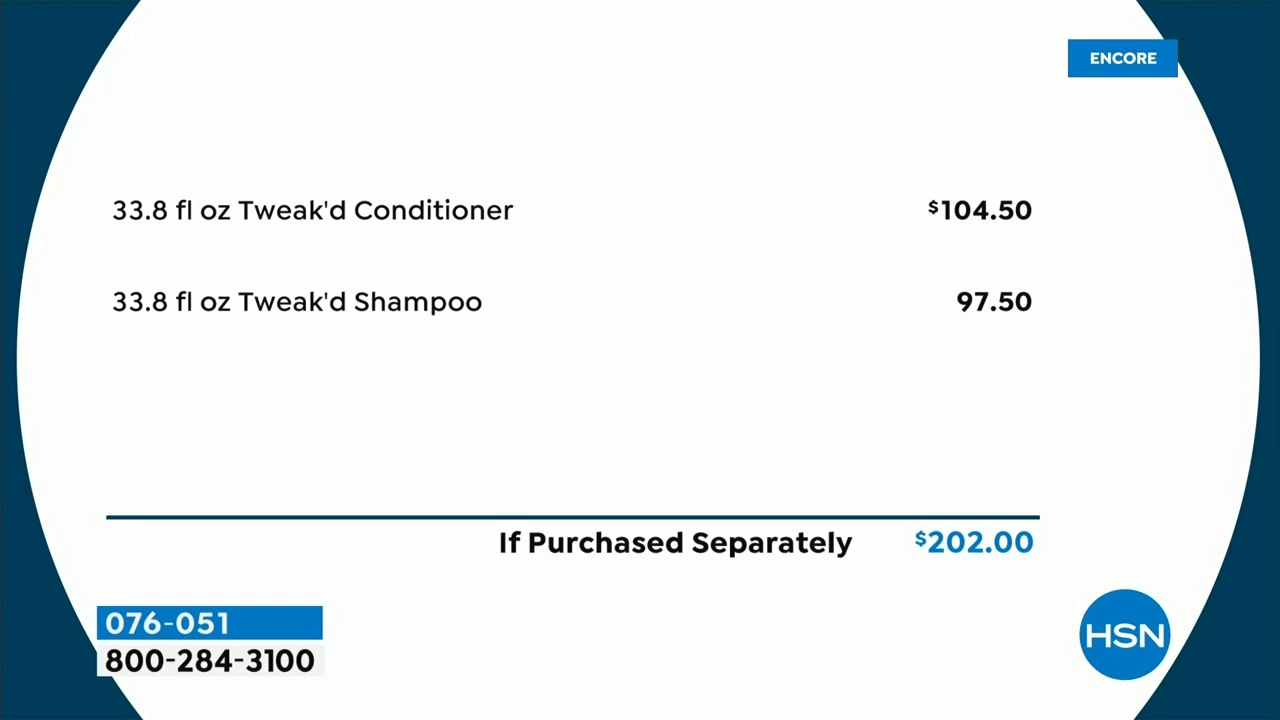 ENCORE
33.8 fl oz Tweak'd Conditioner $104.50
33.8 fl oz Tweak'd Shampoo 97.50
If Purchased Separately $202.00
076-051
800-284-3100
HSN